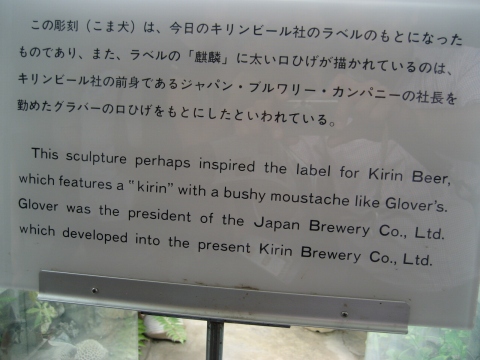 この彫刻（こま犬）は、今日のキリンビール社のラベルのもとになった
ものであり、また、ラベルの「麒麟」に太い口ひげが描かれているのは、
キリンビール社の前身であるジャパン・ブルワリー・カンパニーの社長を
勤めたグラバーの口ひげをもとにしたといわれている。
This sculpture perhaps inspired the label for Kirin Beer,
which features a "kirin" with a bushy moustache like Glover's.
Glover was the president of the Japan Brewery Co., Ltd.
which developed into the present Kirin Brewery Co., Ltd.